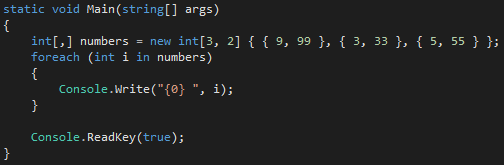 static void Main(string[] args)
{
    int[,] numbers = new int[3, 2] { { 9, 99 }, { 3, 33 }, { 5, 55 } };
    foreach (int i in numbers)
    {
        Console.Write("{0} ", i);
    }

    Console.ReadKey(true);
}